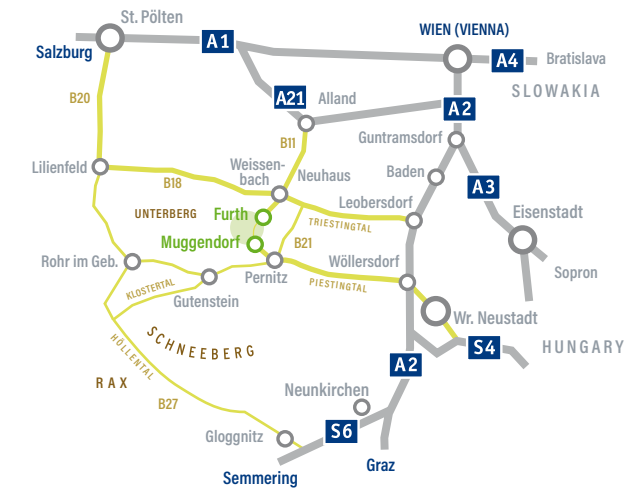 St. Pölten
WIEN (VIENNA)
Salzburg
A1
A4
Bratislava
SLOWAKIA
B20
A21
Alland
A2
B11
Guntramsdorf
Lilienfeld
Weissen-
bach
Neuhaus
Baden
A3
B18
UNTERBERG
Furth
Leobersdorf
Eisenstadt
TRIESTINGTAL
Muggendorf
B21
Wöllersdorf
Rohr im Geb.
Pernitz
Sopron
KLOSTERTAL
Gutenstein
PIESTINGTAL
Wr. Neustadt
SCHNEEBERG
HÖLLENTAL
S4
HUNGARY
A2
RAX
Neunkirchen
B27
Gloggnitz
S6
Semmering
Graz